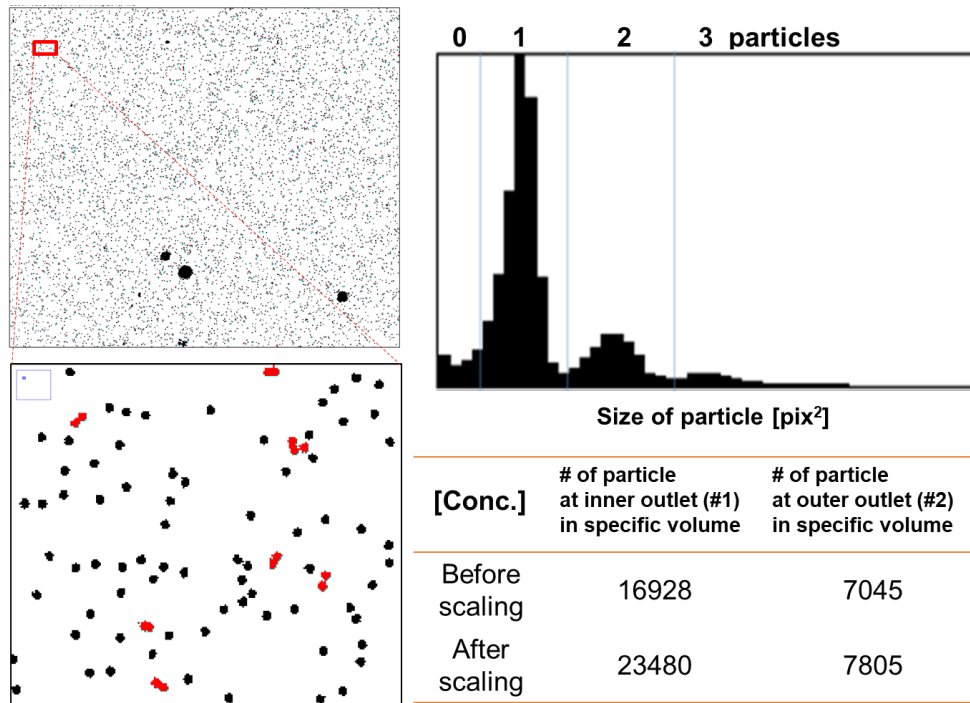 0 1 2 3 particles
Size of particle [pix²]
[Conc.]
# of particle
at inner outlet (#1)
in specific volume
# of particle
at outer outlet (#2)
in specific volume
Before
scaling
16928
7045
After
scaling
23480
7805